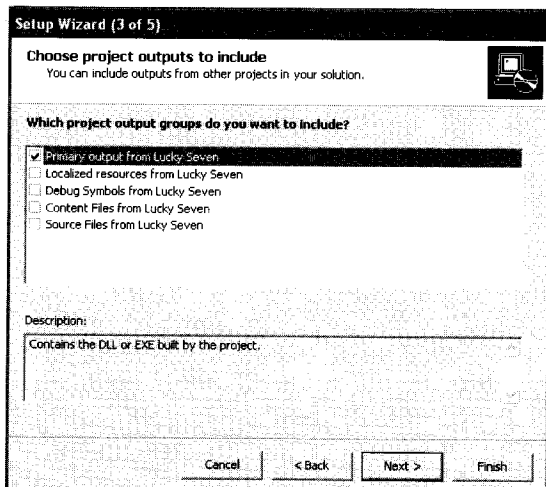 Setup Wizard (3 of 5)
Choose project outputs to include
You can include outputs from other projects in your solution.
Which project output groups do you want to include?
Primary output from Lucky Seven
Localized resources from Lucky Seven
Debug Symbols from Lucky Seven
Content Files from Lucky Seven
Source Files from Lucky Seven
Description:
Contains the DLL or EXE built by the project.
Cancel
< Back
Next >
Finish